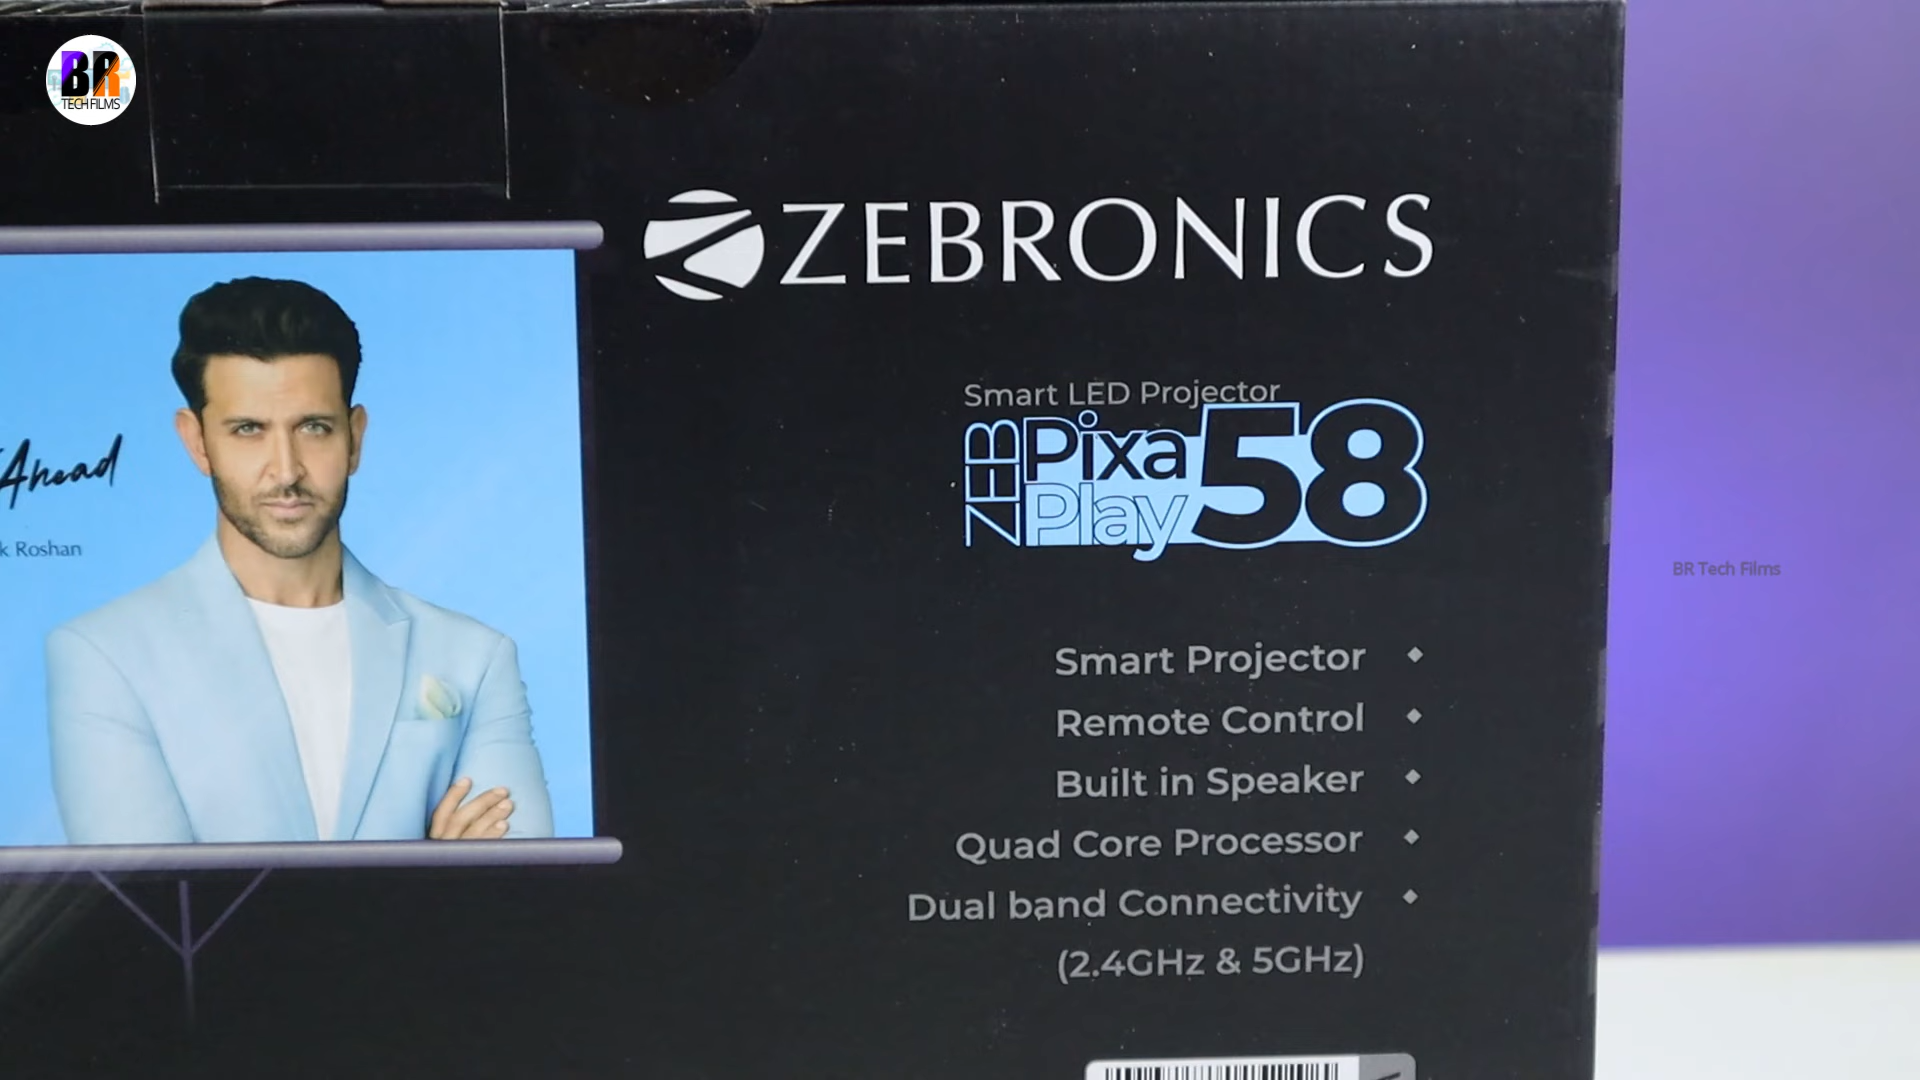 BR
TECH FILMS
ZEBRONICS
Smart LED Projector
ZEB Pixa Play 58
Ahead
k Roshan
BR Tech Films
Smart Projector
Remote Control
Built in Speaker
Quad Core Processor
Dual band Connectivity
(2.4GHz & 5GHz)